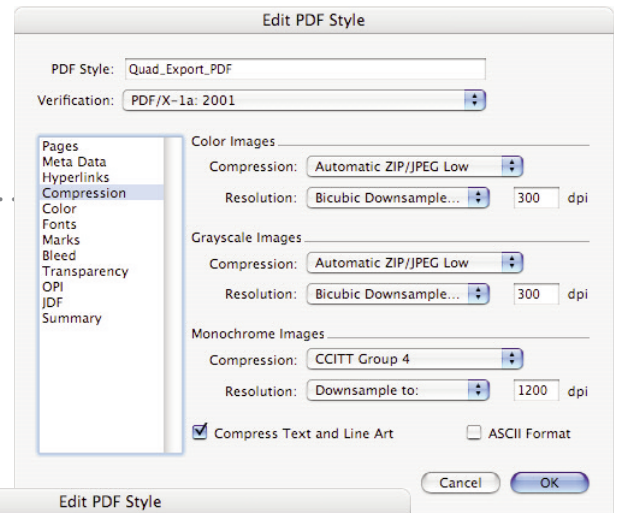 Edit PDF Style
PDF Style: Quad_Export_PDF
Verification: PDF/X-1a: 2001
Pages
Meta Data
Hyperlinks
Compression
Color
Fonts
Marks
Bleed
Transparency
OPI
JDF
Summary
Color Images
Compression: Automatic ZIP/JPEG Low
Resolution: Bicubic Downsample... 300 dpi
Grayscale Images
Compression: Automatic ZIP/JPEG Low
Resolution: Bicubic Downsample... 300 dpi
Monochrome Images
Compression: CCITT Group 4
Resolution: Downsample to: 1200 dpi
Compress Text and Line Art ASCII Format
Cancel OK
Edit PDF Style